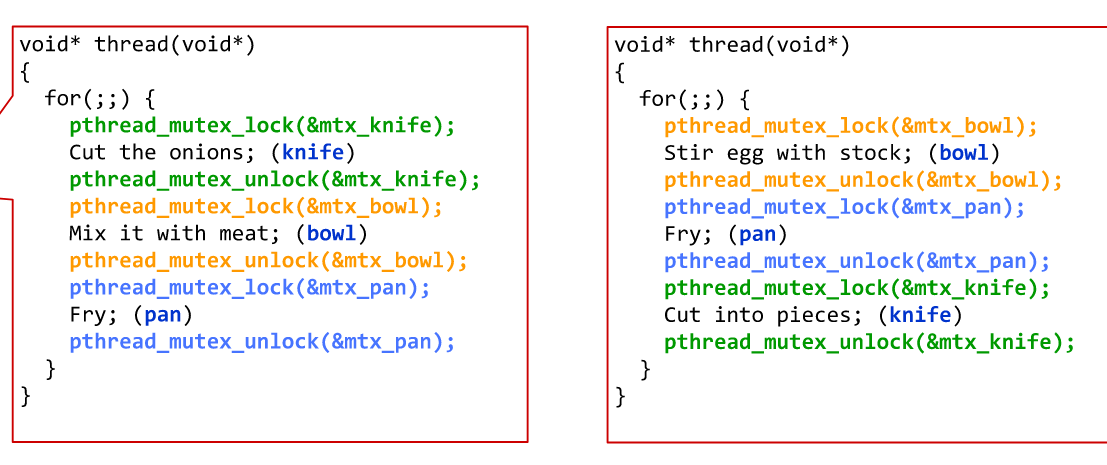 void* thread(void*)
{
  for(;;) {
    pthread_mutex_lock(&mtx_knife);
    Cut the onions; (knife)
    pthread_mutex_unlock(&mtx_knife);
    pthread_mutex_lock(&mtx_bowl);
    Mix it with meat; (bowl)
    pthread_mutex_unlock(&mtx_bowl);
    pthread_mutex_lock(&mtx_pan);
    Fry; (pan)
    pthread_mutex_unlock(&mtx_pan);
  }
}
void* thread(void*)
{
  for(;;) {
    pthread_mutex_lock(&mtx_bowl);
    Stir egg with stock; (bowl)
    pthread_mutex_unlock(&mtx_bowl);
    pthread_mutex_lock(&mtx_pan);
    Fry; (pan)
    pthread_mutex_unlock(&mtx_pan);
    pthread_mutex_lock(&mtx_knife);
    Cut into pieces; (knife)
    pthread_mutex_unlock(&mtx_knife);
  }
}